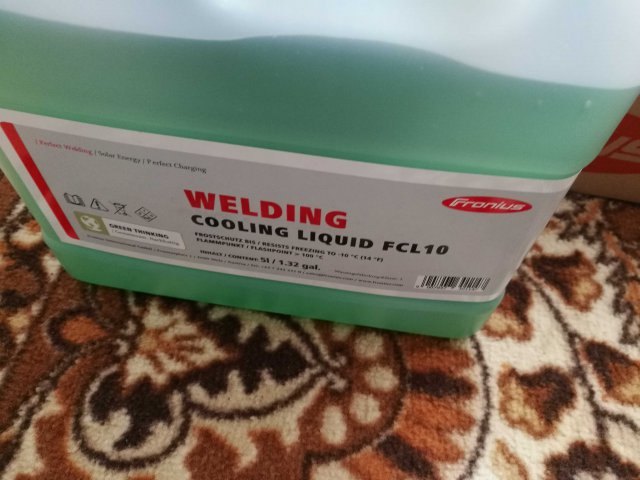 | Perfect Welding | Solar Energy | Perfect Charging
Fronius
WELDING
COOLING LIQUID FCL10
GREEN THINKING
FROSTSCHUTZ BIS / RESISTS FREEZING TO -10 °C (14 °F)
FLAMMPUNKT / FLASHPOINT > 100 °C
INHALT / CONTENT: 5l / 1.32 gal.